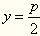 y = p/2